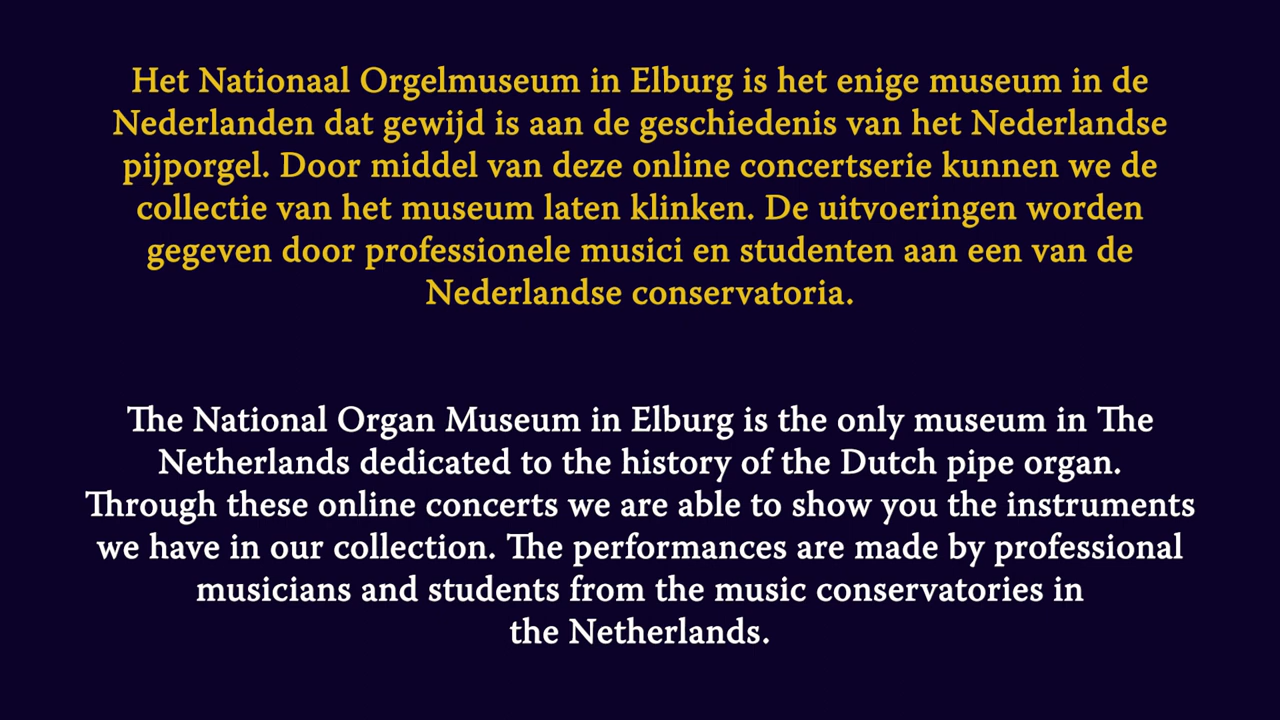 Het Nationaal Orgelmuseum in Elburg is het enige museum in de
Nederlanden dat gewijd is aan de geschiedenis van het Nederlandse
pijporgel. Door middel van deze online concertserie kunnen we de
collectie van het museum laten klinken. De uitvoeringen worden
gegeven door professionele musici en studenten aan een van de
Nederlandse conservatoria.
The National Organ Museum in Elburg is the only museum in The
Netherlands dedicated to the history of the Dutch pipe organ.
Through these online concerts we are able to show you the instruments
we have in our collection. The performances are made by professional
musicians and students from the music conservatories in
the Netherlands.